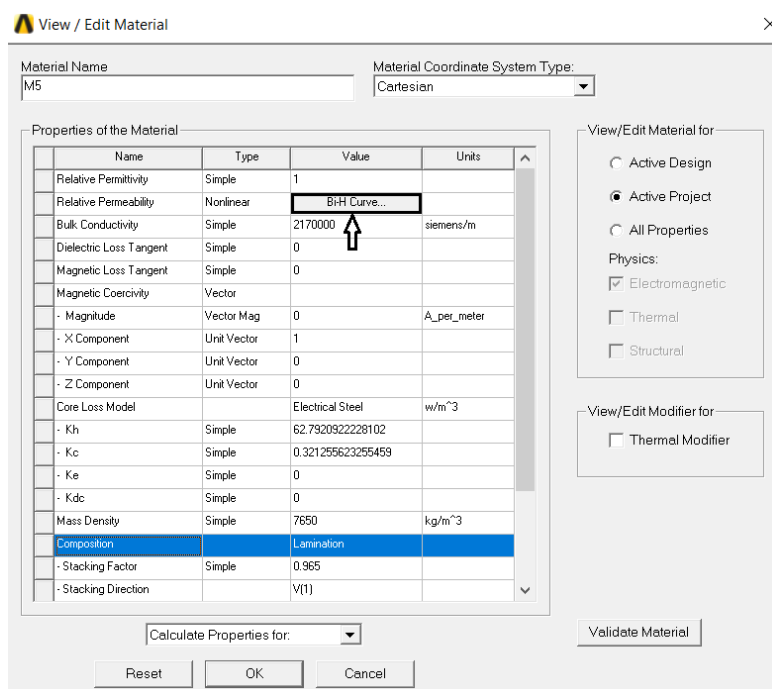 View / Edit Material
Material Name
Material Coordinate System Type:
M5
Cartesian
Properties of the Material
Name Type Value Units
Relative Permittivity Simple 1
Relative Permeability Nonlinear B-H Curve...
Bulk Conductivity Simple 2170000 siemens/m
Dielectric Loss Tangent Simple 0
Magnetic Loss Tangent Simple 0
Magnetic Coercivity Vector
- Magnitude Vector Mag 0 A_per_meter
- X Component Unit Vector 1
- Y Component Unit Vector 0
- Z Component Unit Vector 0
Core Loss Model Electrical Steel w/m^3
- Kh Simple 62.7920922228102
- Kc Simple 0.321255623255459
- Ke Simple 0
- Kdc Simple 0
Mass Density Simple 7650 kg/m^3
Composition Lamination
- Stacking Factor Simple 0.965
- Stacking Direction V(1)
View/Edit Material for
Active Design
Active Project
All Properties
Physics:
Electromagnetic
Thermal
Structural
View/Edit Modifier for
Thermal Modifier
Calculate Properties for:
Validate Material
Reset
OK
Cancel